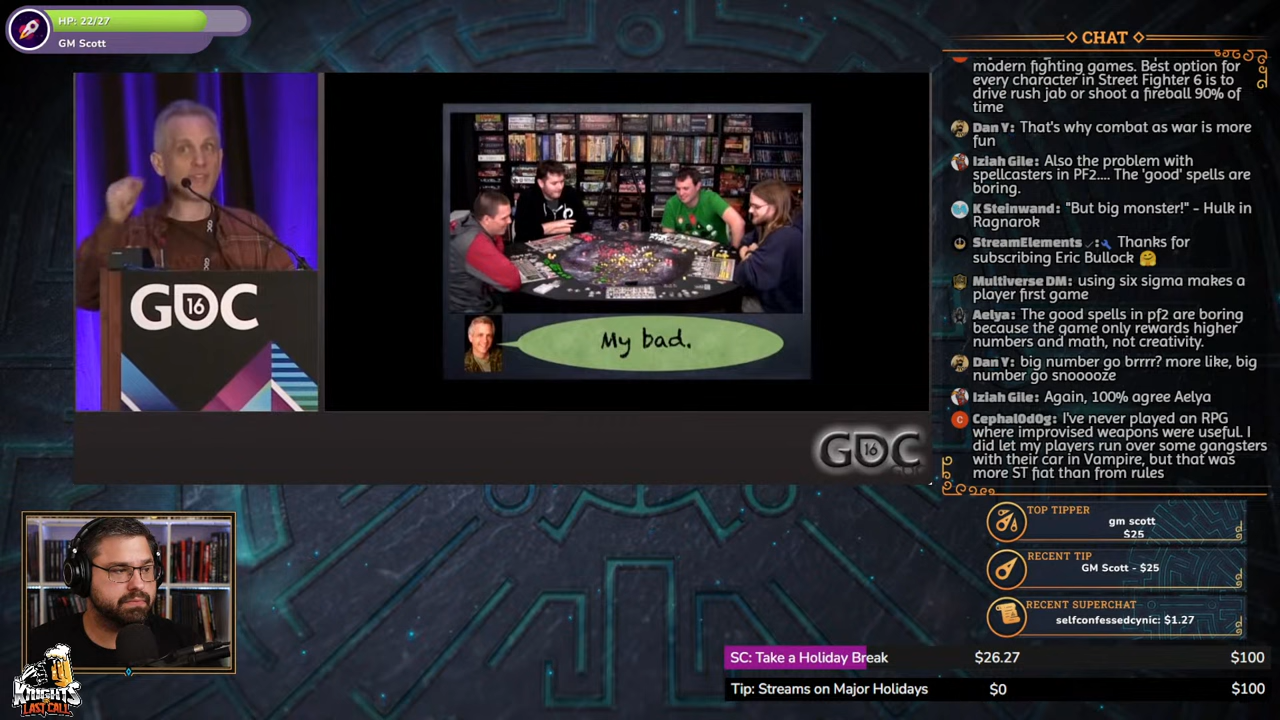 HP: 22/27
GM Scott
GDC
16
My bad.
GDC
16
CHAT
modern fighting games. Best option for
every character in Street Fighter 6 is to
drive rush jab or shoot a fireball 90% of
time
Dan Y: That's why combat as war is more
fun
Iziah Gile: Also the problem with
spellcasters in PF2.... The 'good' spells are
boring.
K Steinwand: "But big monster!" - Hulk in
Ragnarok
StreamElements: Thanks for
subscribing Eric Bullock 🤗
Multiverse DM: using six sigma makes a
player first game
Aelya: The good spells in pf2 are boring
because the game only rewards higher
numbers and math, not creativity.
Dan Y: big number go brrr? more like, big
number go snooooze
Iziah Gile: Again, 100% agree Aelya
C
Cephal0d0g: I've never played an RPG
where improvised weapons were useful. I
did let my players run over some gangsters
with their car in Vampire, but that was
more ST fiat than from rules
TOP TIPPER
gm scott
$25
RECENT TIP
GM Scott - $25
RECENT SUPERCHAT
selfconfessedcynic: $1.27
SC: Take a Holiday Break $26.27 $100
Tip: Streams on Major Holidays $0 $100
KNIGHTS
LAST CALL